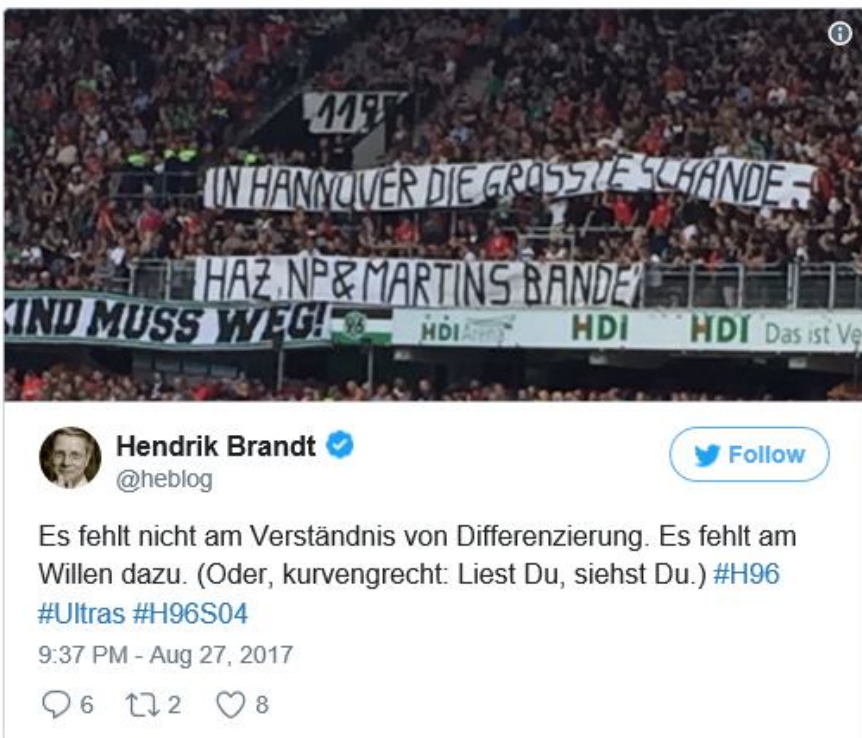 119
IN HANNOVER DIE GRÖSSTE SCHANDE -
HAZ, NP & MARTINS BANDE
KIND MUSS WEG! 96
HDI Arena HDI HDI Das ist Ve
Hendrik Brandt
@heblog
Follow
Es fehlt nicht am Verständnis von Differenzierung. Es fehlt am
Willen dazu. (Oder, kurvengrecht: Liest Du, siehst Du.) #H96
#Ultras #H96S04
9:37 PM - Aug 27, 2017
6 2 8